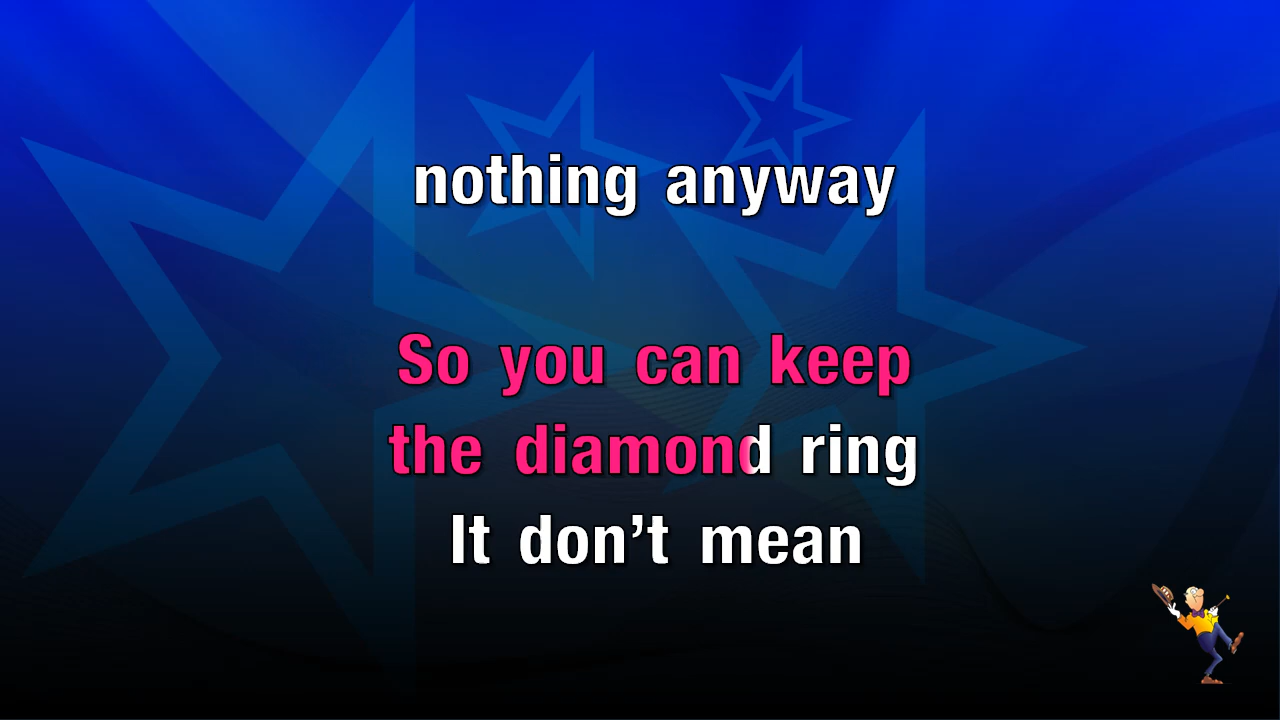 nothing anyway
So you can keep
the diamond ring
It don’t mean